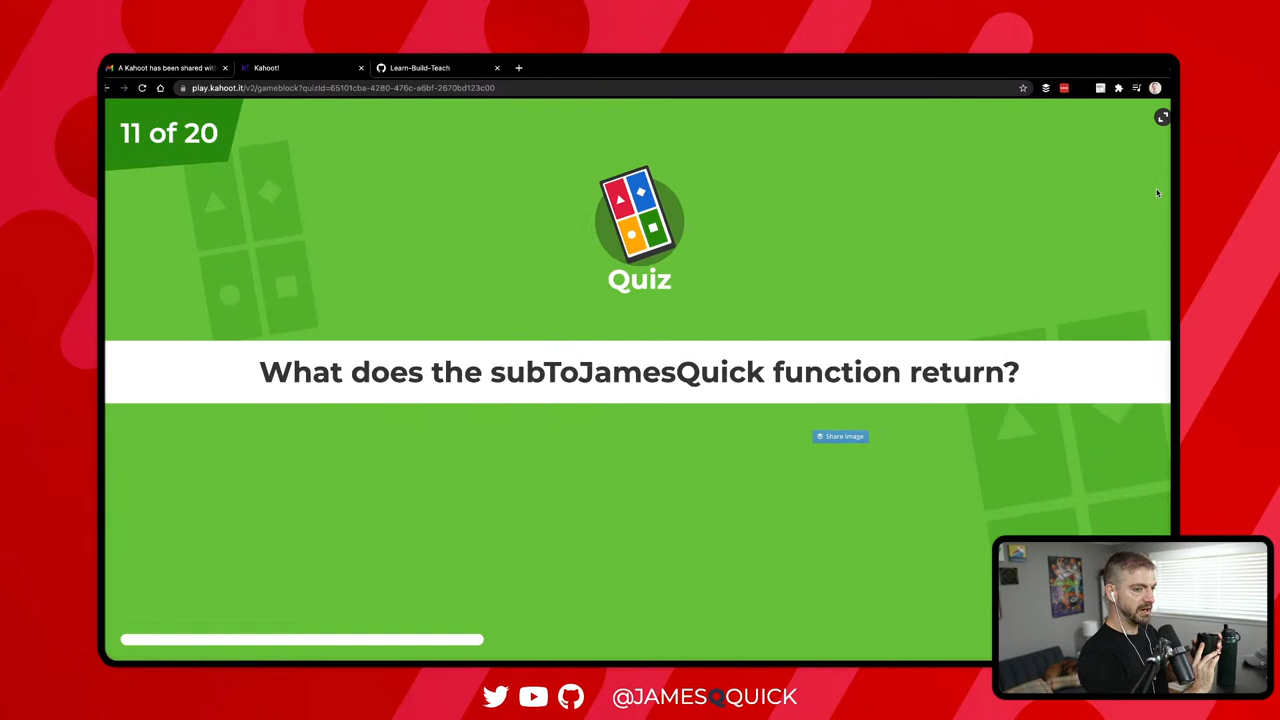 A Kahoot has been shared wit
Kahoot!
Learn-Build-Teach
play.kahoot.it/v2/gameblock?quizId=65101cba-4280-476c-a6bf-2670bd123c00
11 of 20
Quiz
What does the subToJamesQuick function return?
Share Image
@JAMESQQUICK